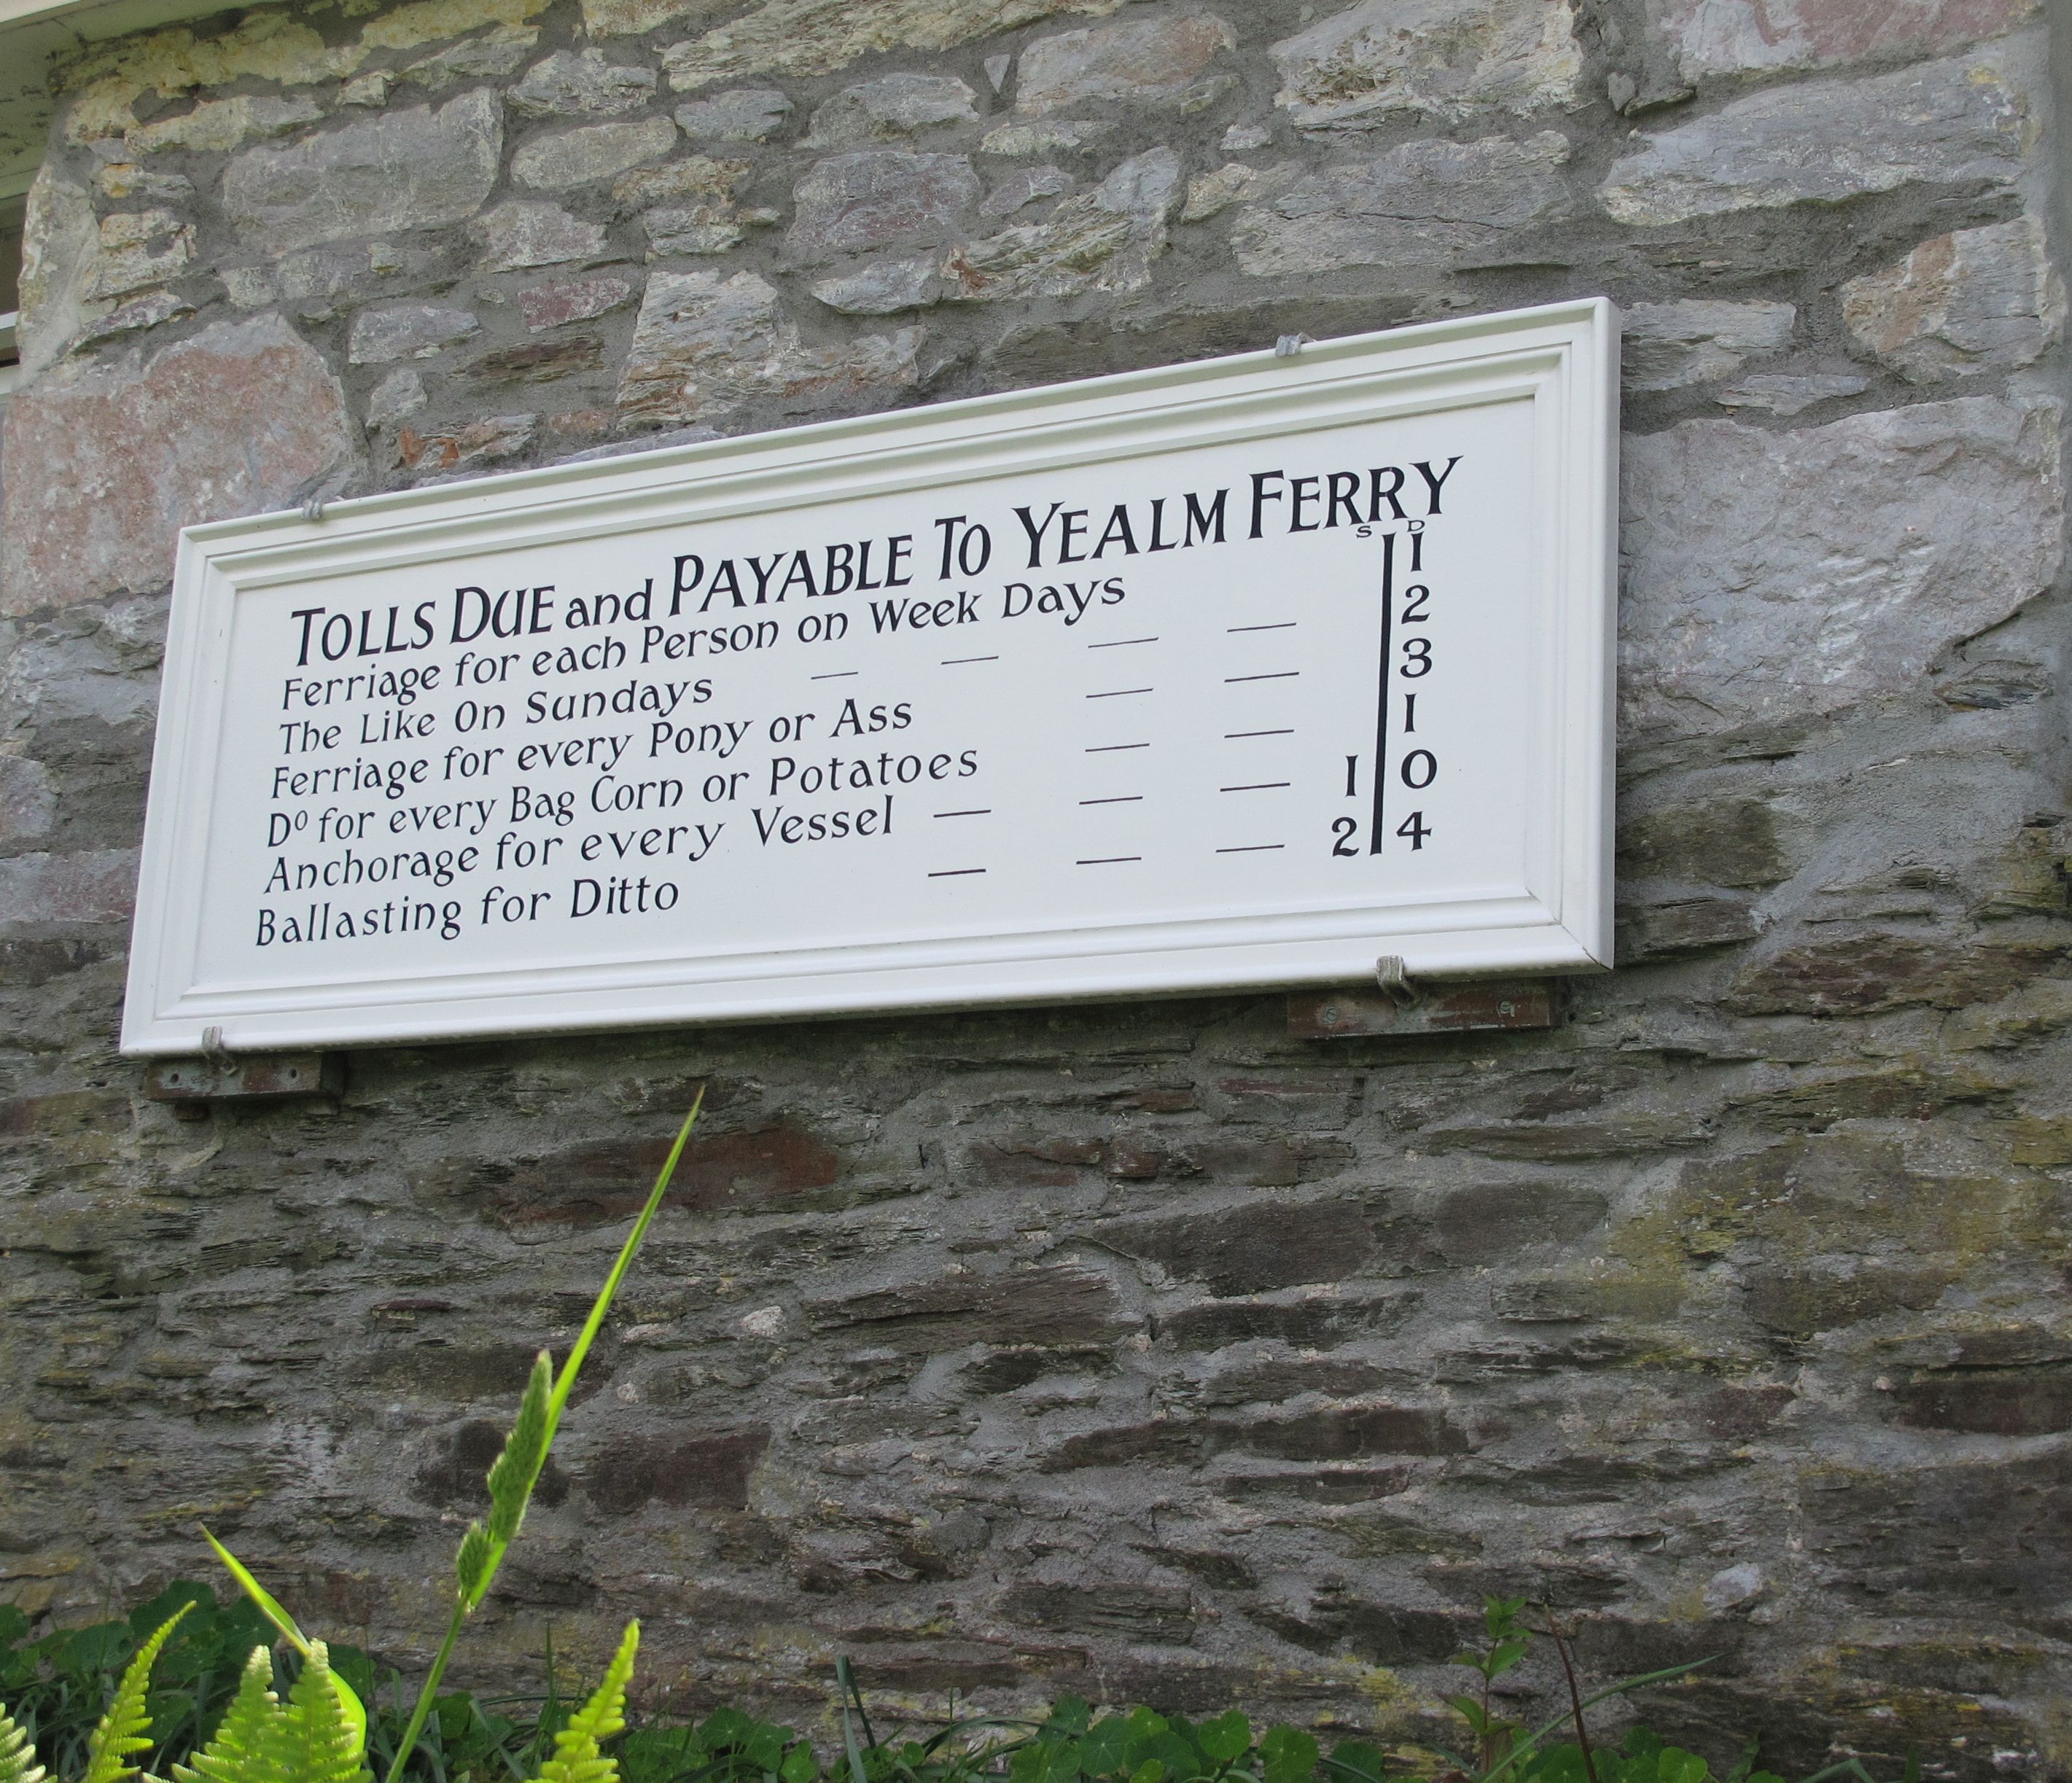 TOLLS DUE and PAYABLE TO YEALM FERRY
S D
Ferriage for each Person on Week Days 1
The Like On Sundays — — — — 2
Ferriage for every Pony or Ass — — 3
Dº for every Bag Corn or Potatoes — — 1
Anchorage for every Vessel — — — 1 0
Ballasting for Ditto — — — 2 4